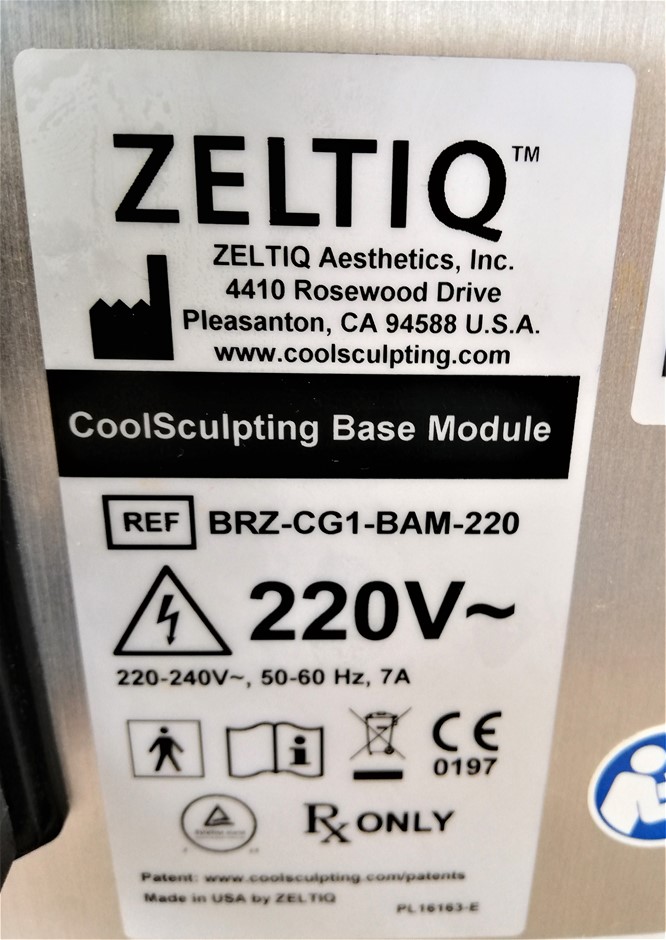 ZELTIQ™
ZELTIQ Aesthetics, Inc.
4410 Rosewood Drive
Pleasanton, CA 94588 U.S.A.
www.coolsculpting.com
CoolSculpting Base Module
REF BRZ-CG1-BAM-220
220V~
220-240V~, 50-60 Hz, 7A
CE
0197
Rx ONLY
Patent: www.coolsculpting.com/patents
Made in USA by ZELTIQ
PL16163-E